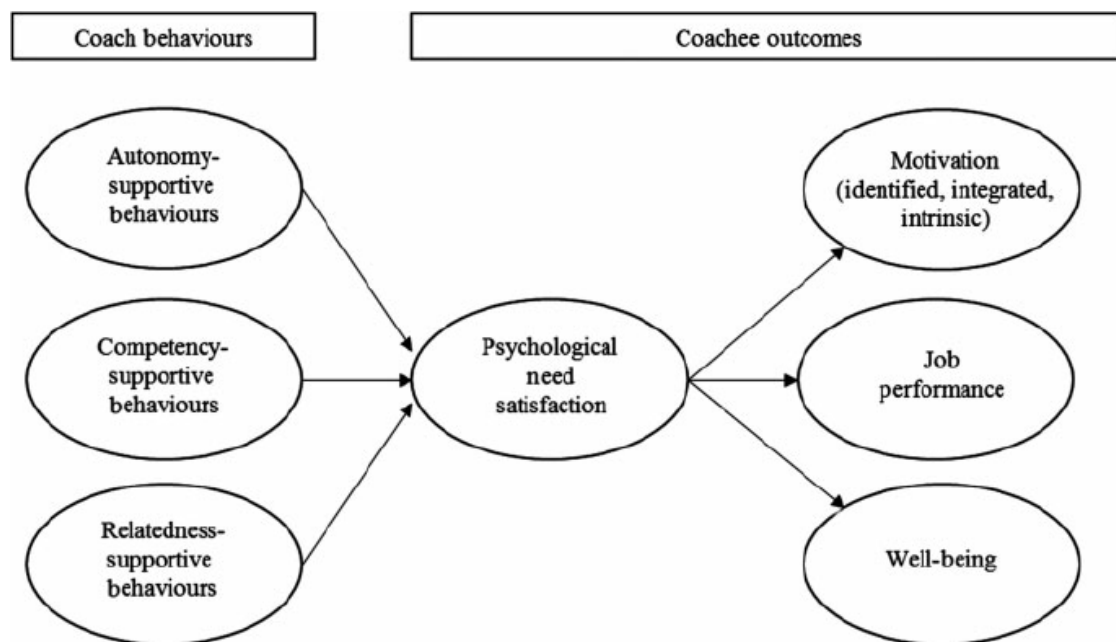 Coach behaviours
Coachee outcomes
Autonomy-
supportive
behaviours
Competency-
supportive
behaviours
Relatedness-
supportive
behaviours
Psychological
need
satisfaction
Motivation
(identified, integrated,
intrinsic)
Job
performance
Well-being